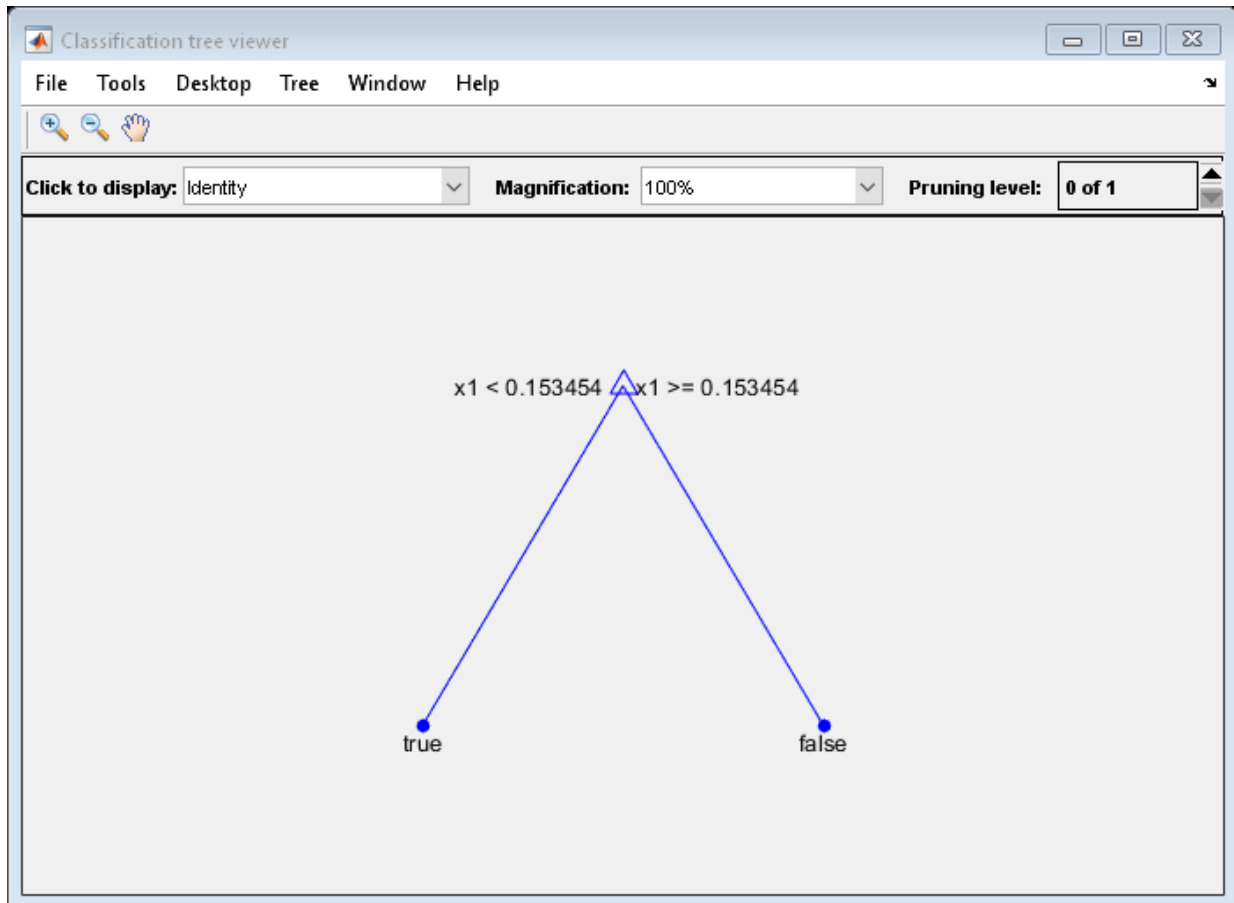 Classification tree viewer
File Tools Desktop Tree Window Help
Click to display: Identity Magnification: 100% Pruning level: 0 of 1
x1 < 0.153454 x1 >= 0.153454
true false